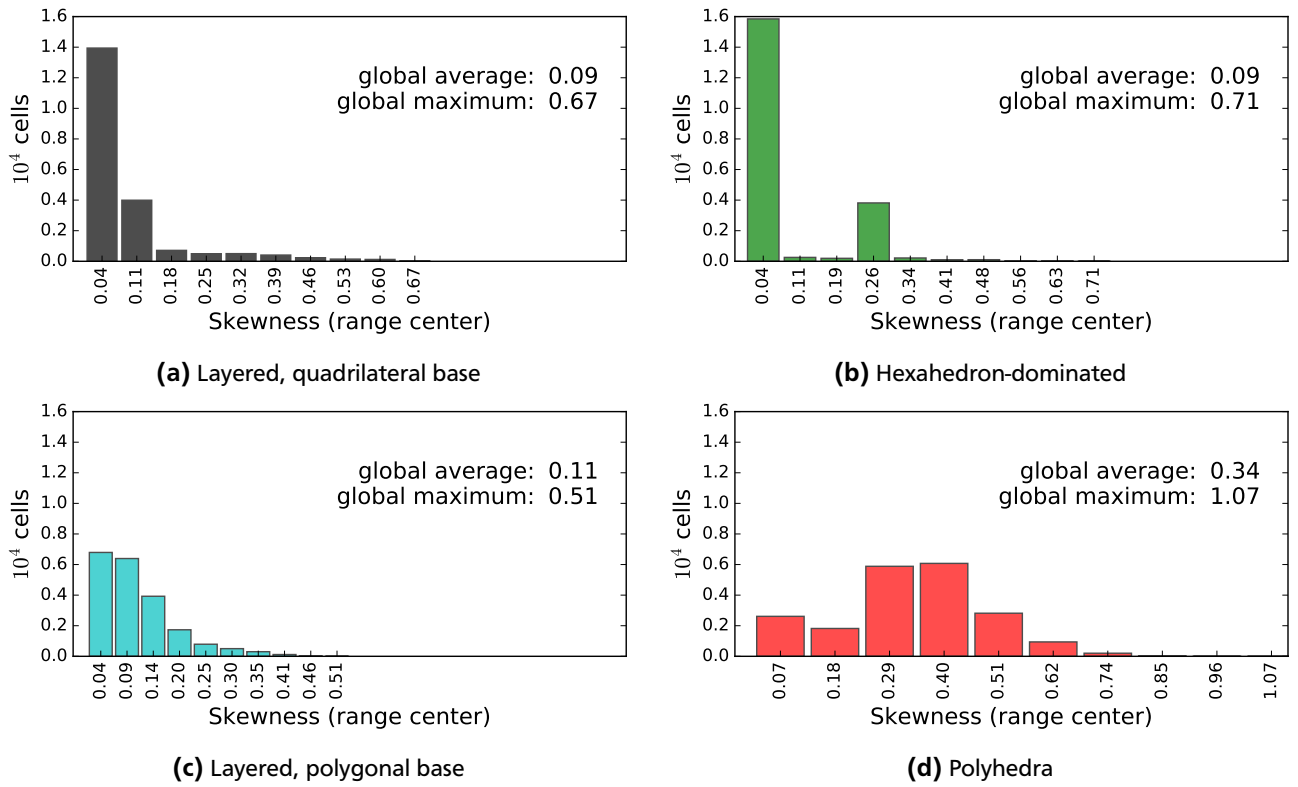 1.6
1.4
1.2
1.0
0.8
0.6
0.4
0.2
0.0
10⁴ cells
global average: 0.09
global maximum: 0.67
0.04 0.11 0.18 0.25 0.32 0.39 0.46 0.53 0.60 0.67
Skewness (range center)
(a) Layered, quadrilateral base
1.6
1.4
1.2
1.0
0.8
0.6
0.4
0.2
0.0
10⁴ cells
global average: 0.09
global maximum: 0.71
0.04 0.11 0.19 0.26 0.34 0.41 0.48 0.56 0.63 0.71
Skewness (range center)
(b) Hexahedron-dominated
1.6
1.4
1.2
1.0
0.8
0.6
0.4
0.2
0.0
10⁴ cells
global average: 0.11
global maximum: 0.51
0.04 0.09 0.14 0.20 0.25 0.30 0.35 0.41 0.46 0.51
Skewness (range center)
(c) Layered, polygonal base
1.6
1.4
1.2
1.0
0.8
0.6
0.4
0.2
0.0
10⁴ cells
global average: 0.34
global maximum: 1.07
0.07 0.18 0.29 0.40 0.51 0.62 0.74 0.85 0.96 1.07
Skewness (range center)
(d) Polyhedra